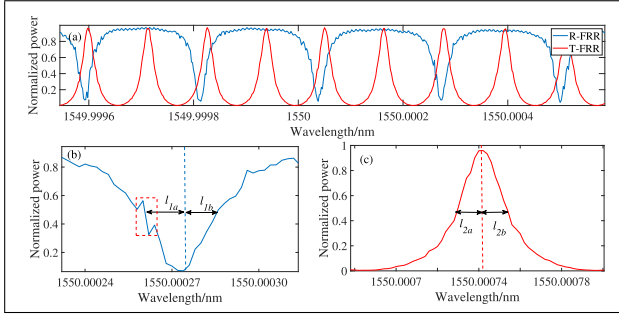 (a)
R-FRR
T-FRR
Normalized power
0.8
0.6
0.4
0.2
1549.9996 1549.9998 1550 1550.0002 1550.0004
Wavelength/nm
(b)
l1a l1b
Normalized power
0.8
0.6
0.4
0.2
0
1550.00024 1550.00027 1550.00030
Wavelength/nm
(c)
l2a l2b
Normalized power
1
0.8
0.6
0.4
0.2
0
1550.0007 1550.00074 1550.00078
Wavelength/nm